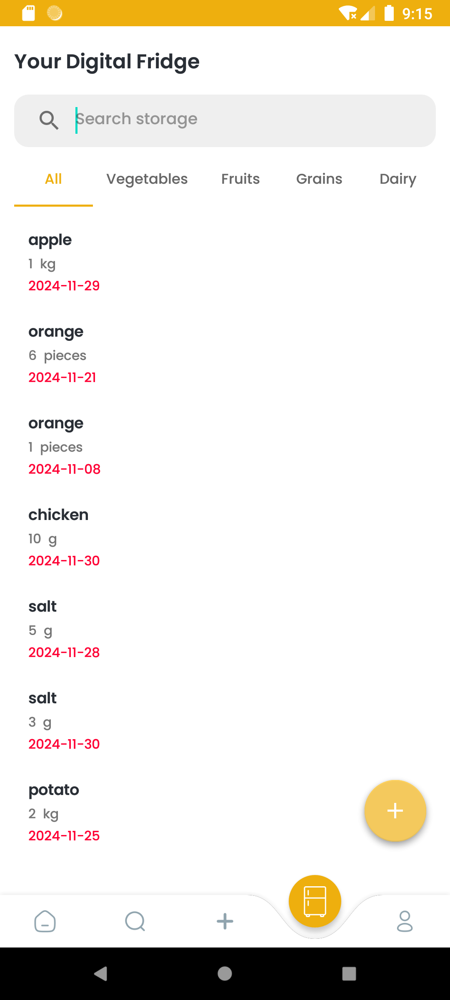 9:15
Your Digital Fridge
Search storage
All Vegetables Fruits Grains Dairy
apple
1 kg
2024-11-29
orange
6 pieces
2024-11-21
orange
1 pieces
2024-11-08
chicken
10 g
2024-11-30
salt
5 g
2024-11-28
salt
3 g
2024-11-30
potato
2 kg
2024-11-25